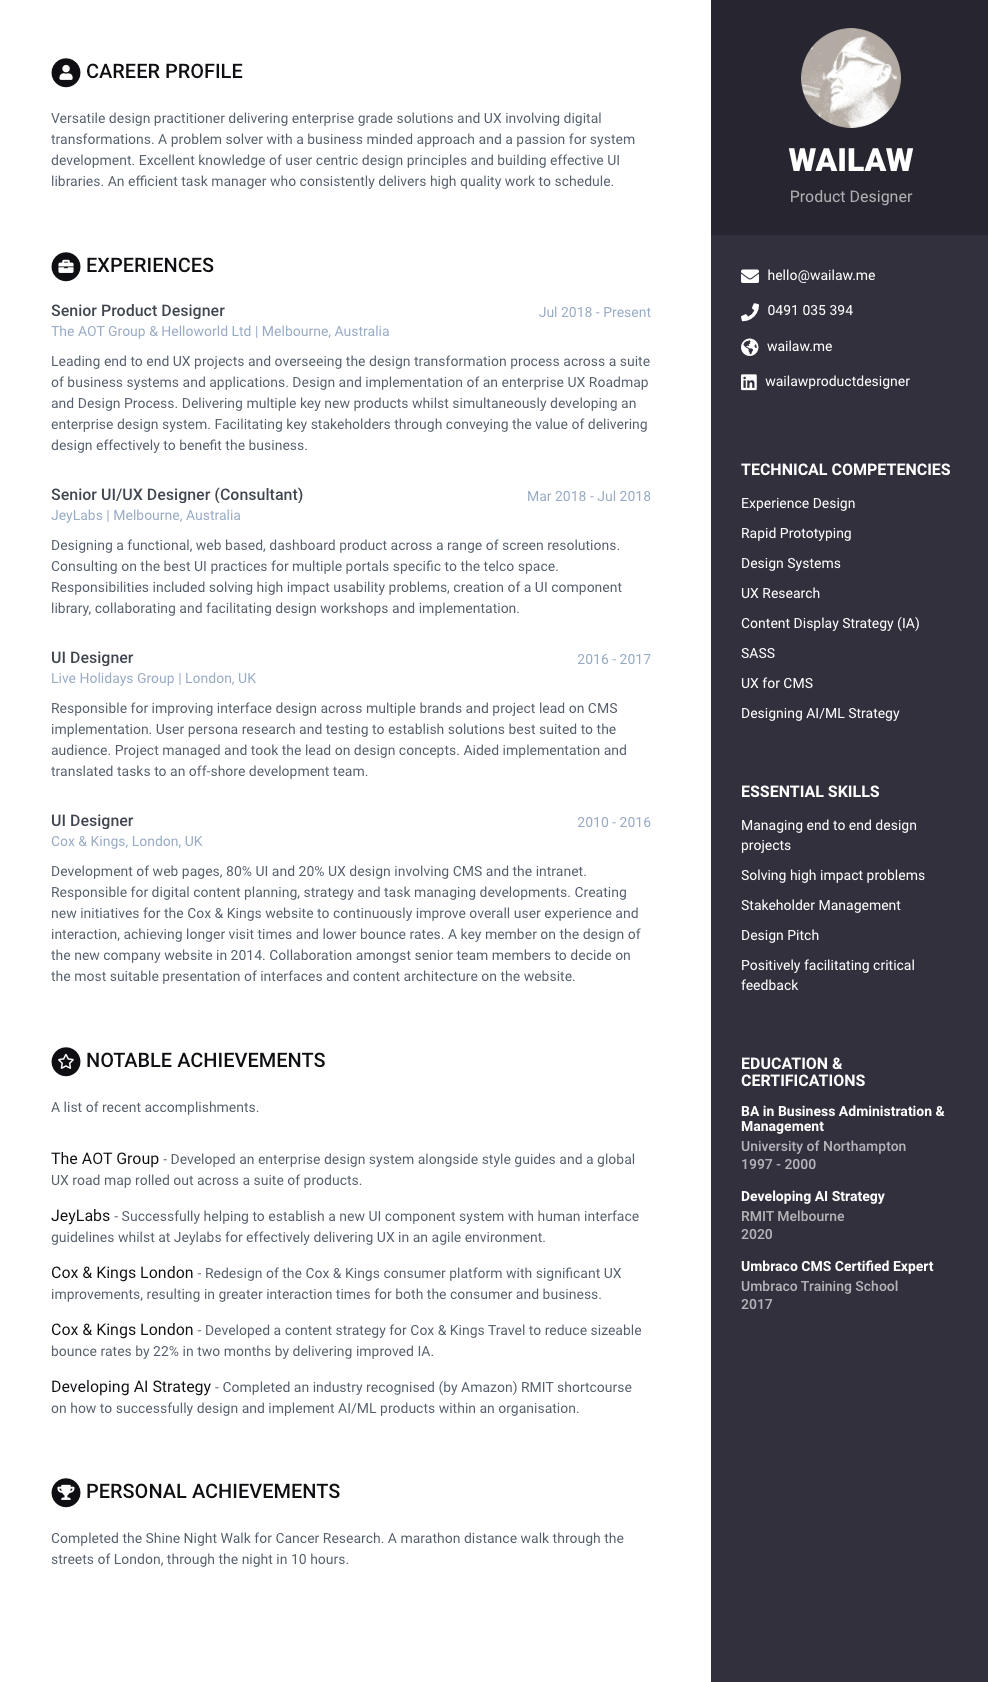 CAREER PROFILE
Versatile design practitioner delivering enterprise grade solutions and UX involving digital
transformations. A problem solver with a business minded approach and a passion for system
development. Excellent knowledge of user centric design principles and building effective UI
libraries. An efficient task manager who consistently delivers high quality work to schedule.
EXPERIENCES
Senior Product Designer
Jul 2018 - Present
The AOT Group & Helloworld Ltd | Melbourne, Australia
Leading end to end UX projects and overseeing the design transformation process across a suite
of business systems and applications. Design and implementation of an enterprise UX Roadmap
and Design Process. Delivering multiple key new products whilst simultaneously developing an
enterprise design system. Facilitating key stakeholders through conveying the value of delivering
design effectively to benefit the business.
Senior UI/UX Designer (Consultant)
Mar 2018 - Jul 2018
JeyLabs | Melbourne, Australia
Designing a functional, web based, dashboard product across a range of screen resolutions.
Consulting on the best UI practices for multiple portals specific to the telco space.
Responsibilities included solving high impact usability problems, creation of a UI component
library, collaborating and facilitating design workshops and implementation.
UI Designer
2016 - 2017
Live Holidays Group | London, UK
Responsible for improving interface design across multiple brands and project lead on CMS
implementation. User persona research and testing to establish solutions best suited to the
audience. Project managed and took the lead on design concepts. Aided implementation and
translated tasks to an off-shore development team.
UI Designer
2010 - 2016
Cox & Kings, London, UK
Development of web pages, 80% UI and 20% UX design involving CMS and the intranet.
Responsible for digital content planning, strategy and task managing developments. Creating
new initiatives for the Cox & Kings website to continuously improve overall user experience and
interaction, achieving longer visit times and lower bounce rates. A key member on the design of
the new company website in 2014. Collaboration amongst senior team members to decide on
the most suitable presentation of interfaces and content architecture on the website.
NOTABLE ACHIEVEMENTS
A list of recent accomplishments.
The AOT Group - Developed an enterprise design system alongside style guides and a global
UX road map rolled out across a suite of products.
JeyLabs - Successfully helping to establish a new UI component system with human interface
guidelines whilst at Jeylabs for effectively delivering UX in an agile environment.
Cox & Kings London - Redesign of the Cox & Kings consumer platform with significant UX
improvements, resulting in greater interaction times for both the consumer and business.
Cox & Kings London - Developed a content strategy for Cox & Kings Travel to reduce sizeable
bounce rates by 22% in two months by delivering improved IA.
Developing AI Strategy - Completed an industry recognised (by Amazon) RMIT shortcourse
on how to successfully design and implement AI/ML products within an organisation.
PERSONAL ACHIEVEMENTS
Completed the Shine Night Walk for Cancer Research. A marathon distance walk through the
streets of London, through the night in 10 hours.
WAILAW
Product Designer
hello@wailaw.me
0491 035 394
wailaw.me
wailawproductdesigner
TECHNICAL COMPETENCIES
Experience Design
Rapid Prototyping
Design Systems
UX Research
Content Display Strategy (IA)
SASS
UX for CMS
Designing AI/ML Strategy
ESSENTIAL SKILLS
Managing end to end design
projects
Solving high impact problems
Stakeholder Management
Design Pitch
Positively facilitating critical
feedback
EDUCATION &
CERTIFICATIONS
BA in Business Administration &
Management
University of Northampton
1997 - 2000
Developing AI Strategy
RMIT Melbourne
2020
Umbraco CMS Certified Expert
Umbraco Training School
2017